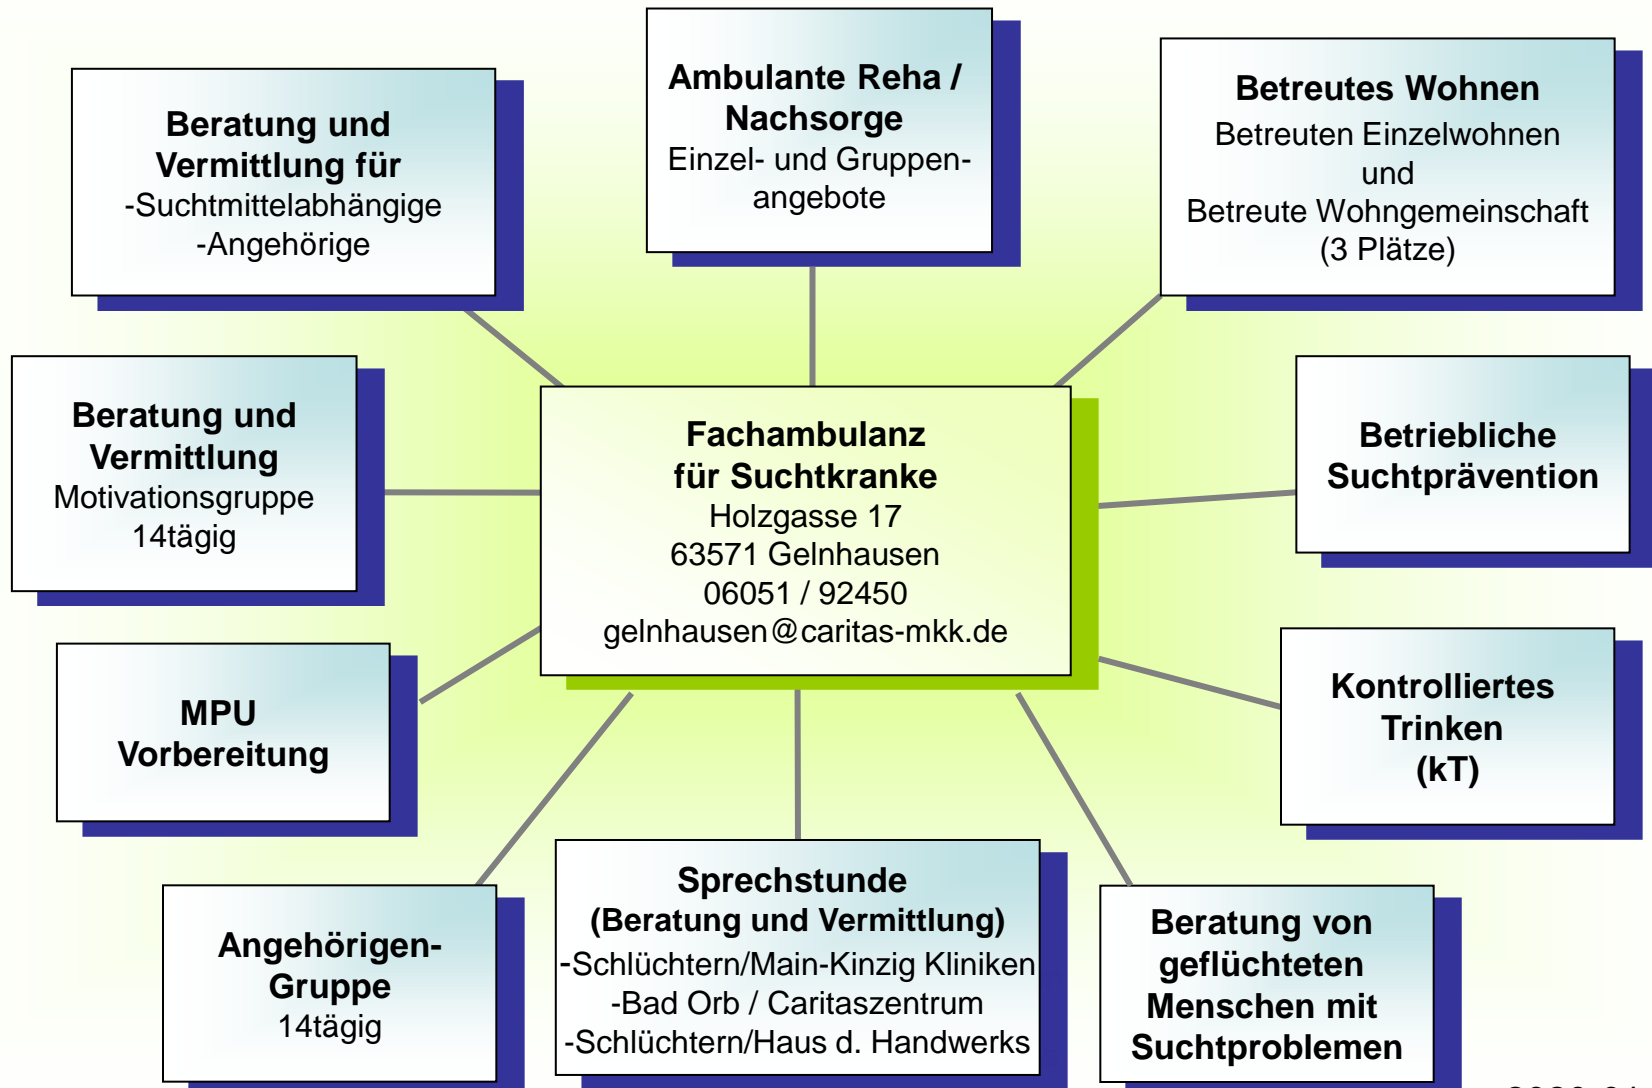 Beratung und
Vermittlung für
-Suchtmittelabhängige
-Angehörige
Ambulante Reha /
Nachsorge
Einzel- und Gruppen-
angebote
Betreutes Wohnen
Betreuten Einzelwohnen
und
Betreute Wohngemeinschaft
(3 Plätze)
Beratung und
Vermittlung
Motivationsgruppe
14tägig
Fachambulanz
für Suchtkranke
Holzgasse 17
63571 Gelnhausen
06051 / 92450
gelnhausen@caritas-mkk.de
Betriebliche
Suchtprävention
MPU
Vorbereitung
Kontrolliertes
Trinken
(kT)
Angehörigen-
Gruppe
14tägig
Sprechstunde
(Beratung und Vermittlung)
-Schlüchtern/Main-Kinzig Kliniken
-Bad Orb / Caritaszentrum
-Schlüchtern/Haus d. Handwerks
Beratung von
geflüchteten
Menschen mit
Suchtproblemen